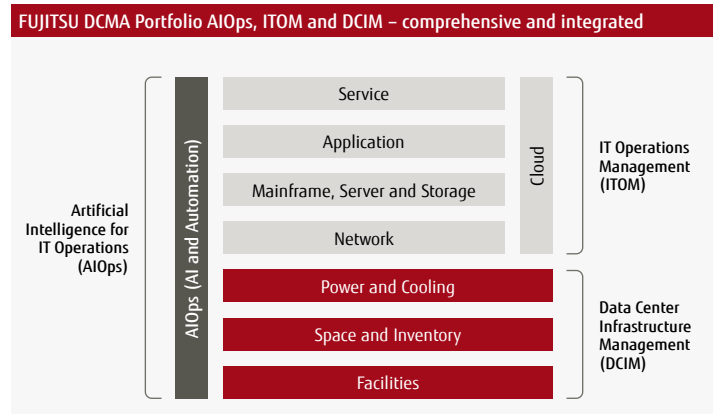 FUJITSU DCMA Portfolio AIOps, ITOM and DCIM – comprehensive and integrated
Artificial
Intelligence for
IT Operations
(AIOps)
AIOps (AI and Automation)
Service
Application
Mainframe, Server and Storage
Network
Cloud
Power and Cooling
Space and Inventory
Facilities
IT Operations
Management
(ITOM)
Data Center
Infrastructure
Management
(DCIM)